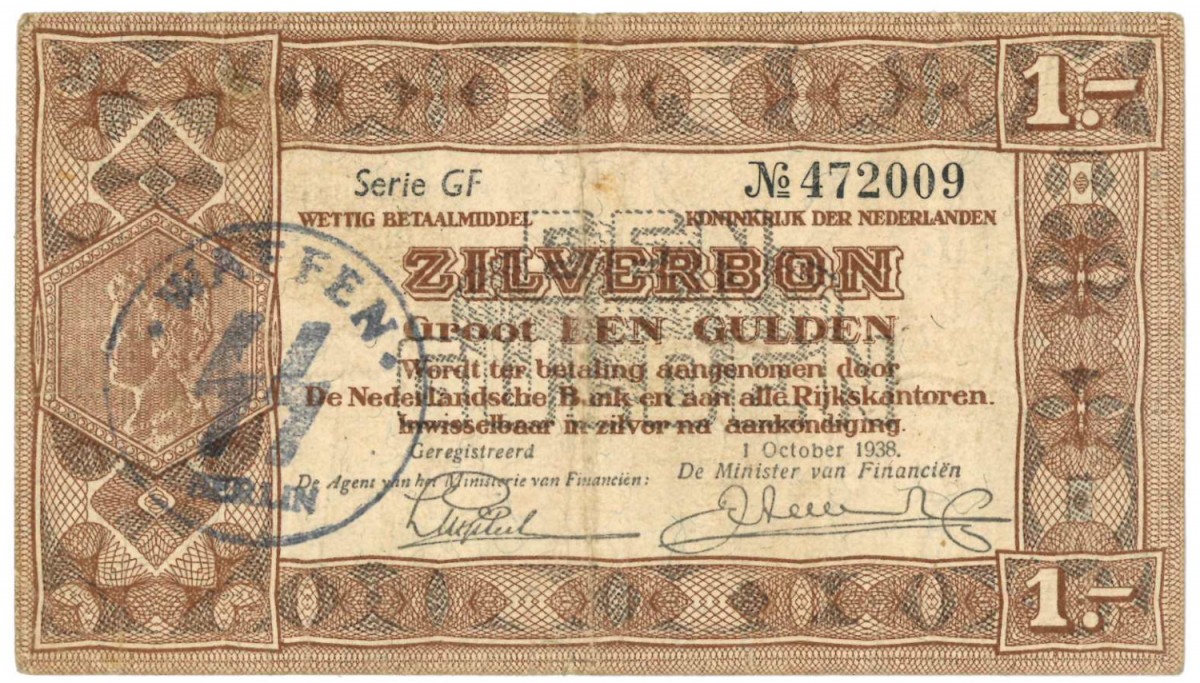 1.-
Serie GF
№ 472009
WETTIG BETAALMIDDEL
KONINKRIJK DER NEDERLANDEN
EEN
GULDEN
ZILVERBON
Groot EEN GULDEN
Wordt ter betaling aangenomen door
De Nederlandsche Bank en aan alle Rijkskantoren.
Inwisselbaar in zilver na aankondiging.
Geregistreerd
1 October 1938.
De Agent van het Ministerie van Financiën:
De Minister van Financiën
• WAFFEN •
BERLIN
1.-